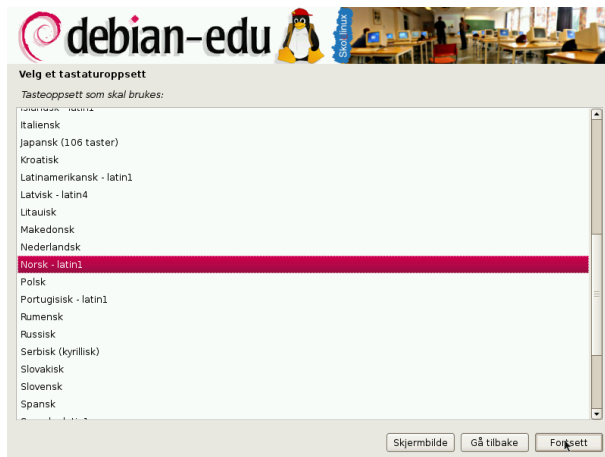 debian-edu
Skolelinux
Velg et tastaturoppsett
Tasteoppsett som skal brukes:
Islandsk - latin1
Italiensk
Japansk (106 taster)
Kroatisk
Latinamerikansk - latin1
Latvisk - latin4
Litauisk
Makedonsk
Nederlandsk
Norsk - latin1
Polsk
Portugisisk - latin1
Rumensk
Russisk
Serbisk (kyrillisk)
Slovakisk
Slovensk
Spansk
Skjermbilde
Gå tilbake
Fortsett